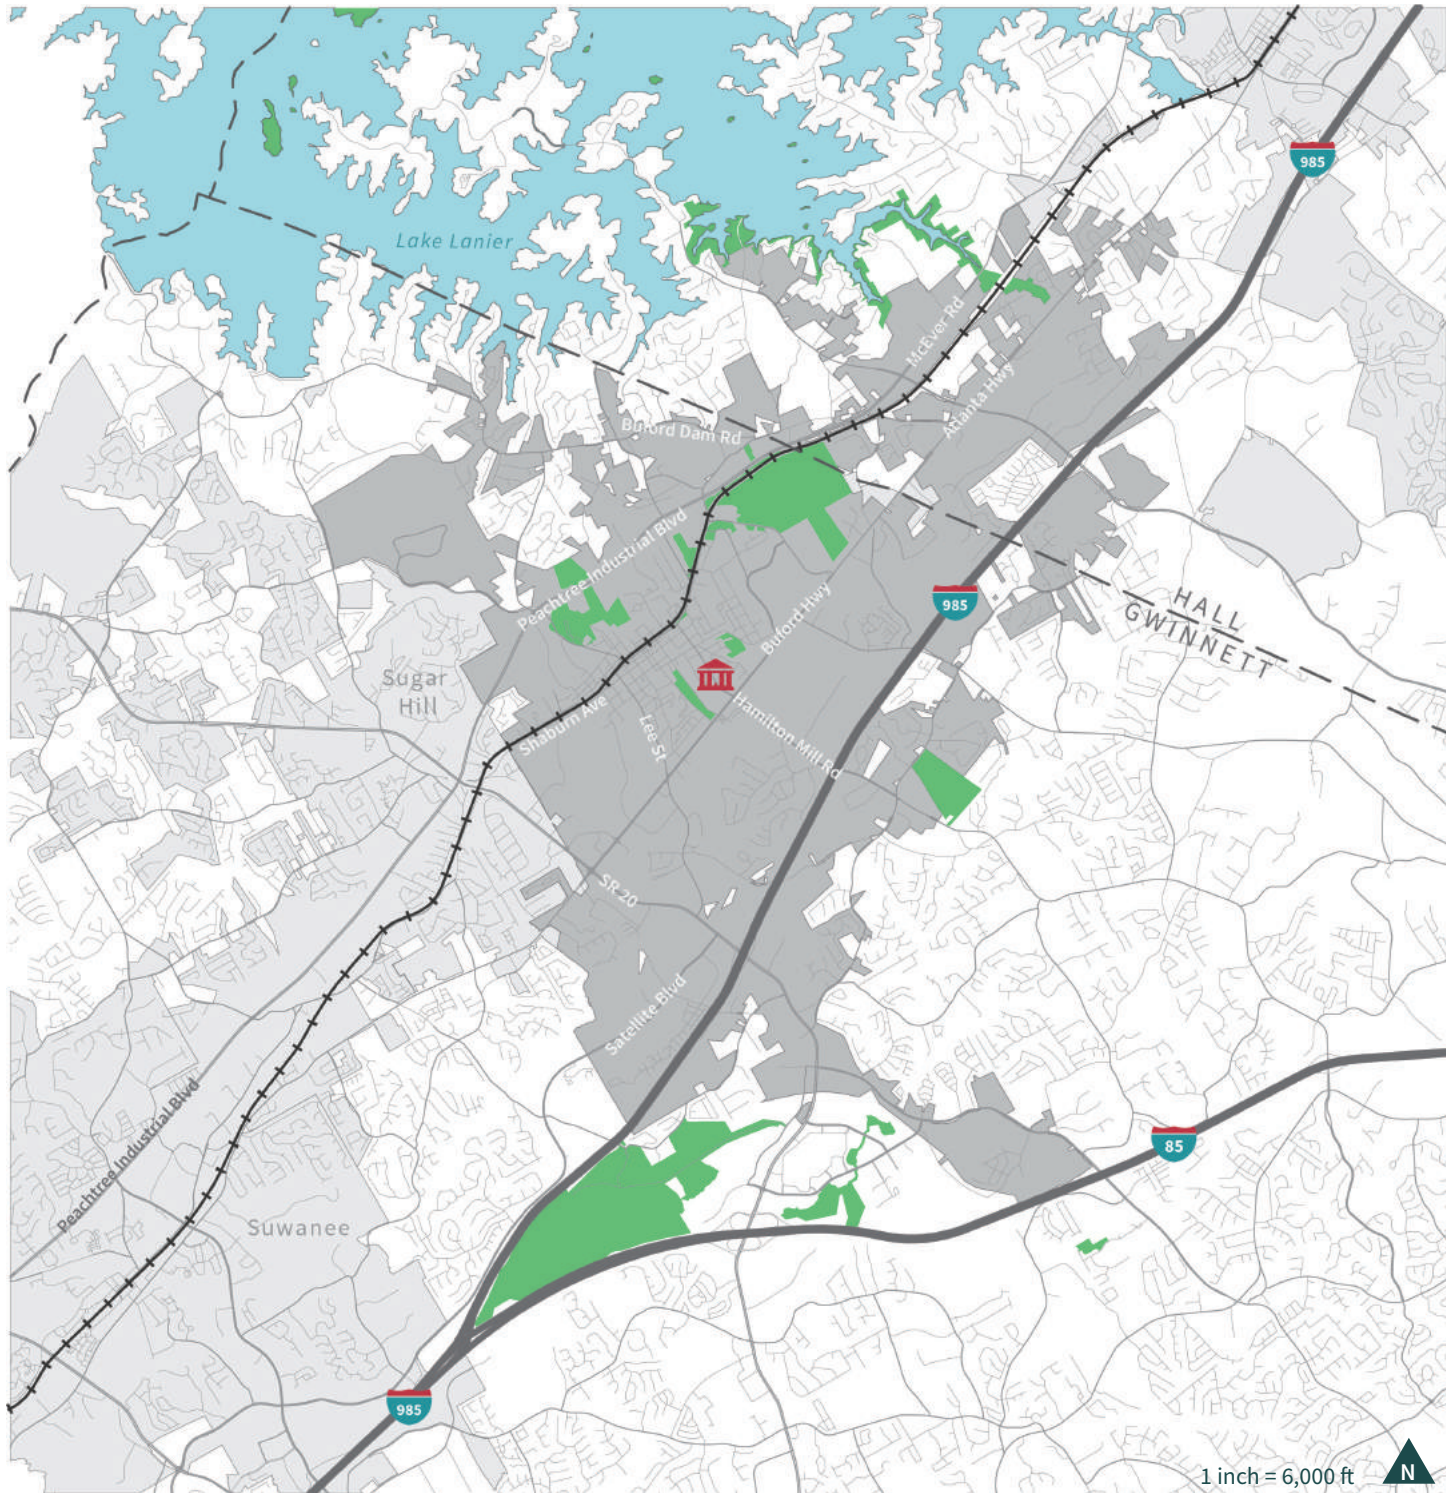 985
Lake Lanier
McEver Rd
Atlanta Hwy
Buford Dam Rd
Peachtree Industrial Blvd
Buford Hwy
985
HALL
GWINNETT
Sugar
Hill
Shaburn Ave
Lee St
Hamilton Mill Rd
SR 20
Satellite Blvd
Peachtree Industrial Blvd
85
Suwanee
985
1 inch = 6,000 ft
N